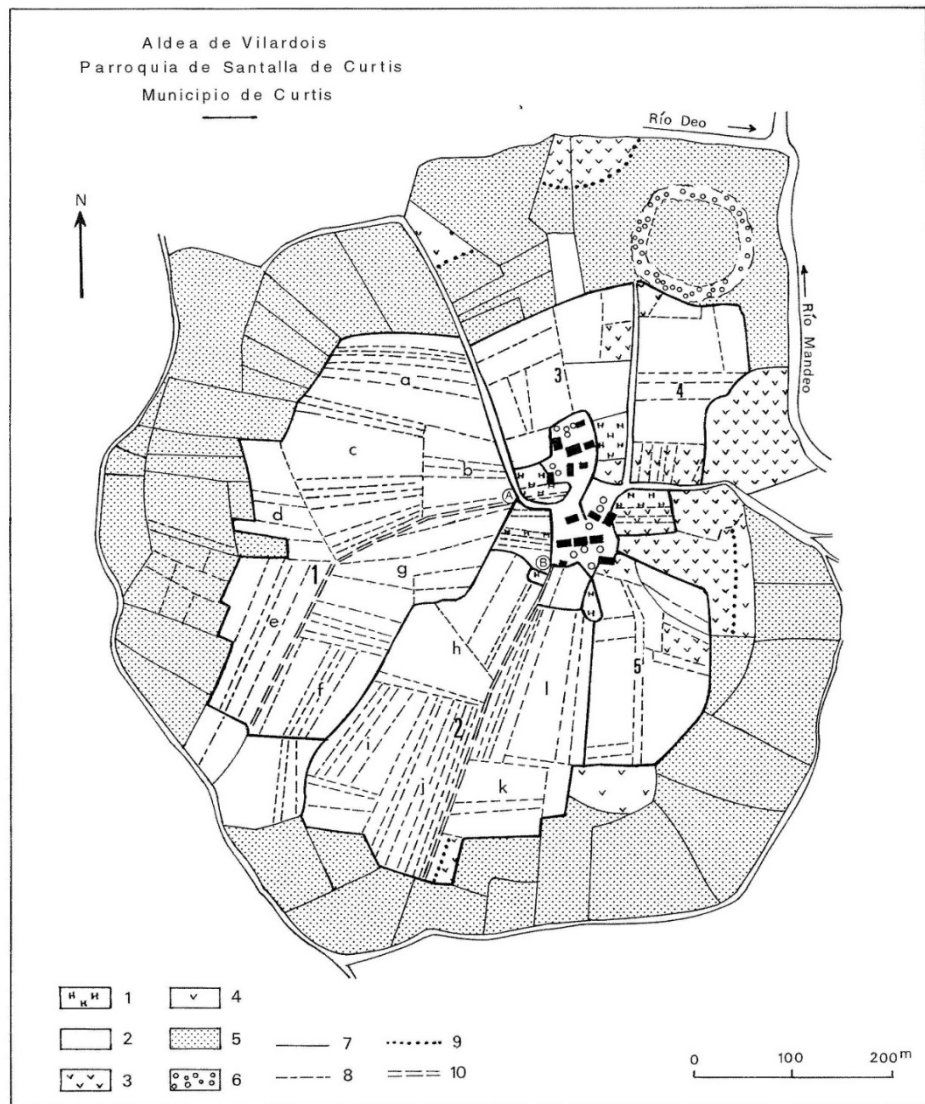 Aldea de Vilardois
Parroquia de Santalla de Curtis
Municipio de Curtis
Río Deo
N
Río Mandeo
3
4
a
c
b
A
d
1
g
B
e
h
5
f
l
2
j
k
H H H 1
v 4
7
9
2
5
8
10
3
6
0 100 200 m